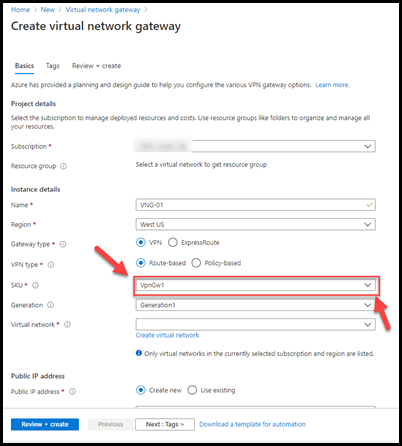 Home > New > Virtual network gateway >
Create virtual network gateway
Basics Tags Review + create
Azure has provided a planning and design guide to help you configure the various VPN gateway options. Learn more.
Project details
Select the subscription to manage deployed resources and costs. Use resource groups like folders to organize and manage all
your resources.
Subscription *
Resource group Select a virtual network to get resource group
Instance details
Name * VNG-01
Region * West US
Gateway type * VPN ExpressRoute
VPN type * Route-based Policy-based
SKU * VpnGw1
Generation Generation1
Virtual network *
Create virtual network
Only virtual networks in the currently selected subscription and region are listed.
Public IP address
Public IP address * Create new Use existing
Review + create Previous Next : Tags > Download a template for automation